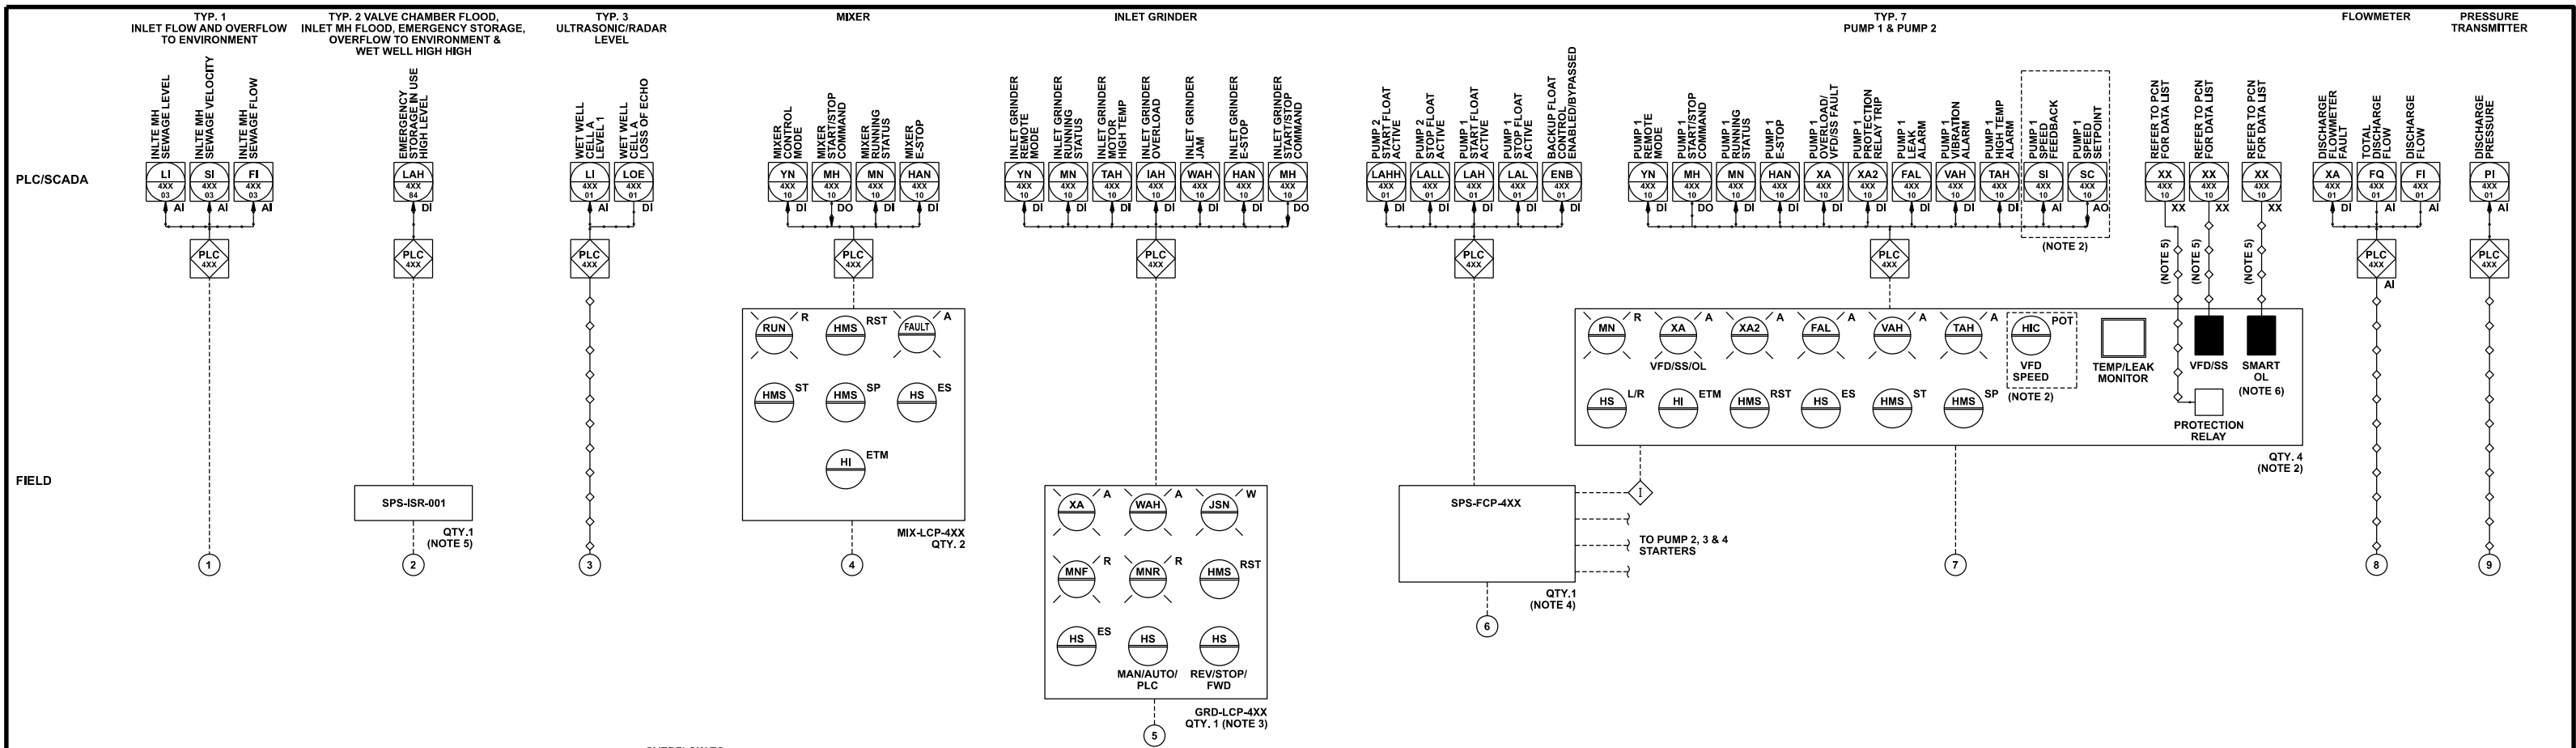 TYP. 1
INLET FLOW AND OVERFLOW
TO ENVIRONMENT
TYP. 2 VALVE CHAMBER FLOOD,
INLET MH FLOOD, EMERGENCY STORAGE,
OVERFLOW TO ENVIRONMENT &
WET WELL HIGH HIGH
TYP. 3
ULTRASONIC/RADAR
LEVEL
MIXER
INLET GRINDER
TYP. 7
PUMP 1 & PUMP 2
FLOWMETER
PRESSURE
TRANSMITTER
PLC/SCADA
FIELD
INLTE MH
SEWAGE LEVEL
LI
4XX
03
AI
INLTE MH
SEWAGE VELOCITY
SI
4XX
03
AI
INLTE MH
SEWAGE FLOW
FI
4XX
03
AI
PLC
4XX
1
EMERGENCY
STORAGE IN USE
HIGH LEVEL
LAH
4XX
84
DI
PLC
4XX
SPS-ISR-001
QTY.1
(NOTE 5)
2
WET WELL
CELL A
LEVEL 1
LI
4XX
01
AI
WET WELL
CELL A
LOSS OF ECHO
LOE
4XX
01
DI
PLC
4XX
3
MIXER
CONTROL
MODE
YN
4XX
10
DI
MIXER
START/STOP
COMMAND
MH
4XX
10
DO
MIXER
RUNNING
STATUS
MN
4XX
10
DI
MIXER
E-STOP
HAN
4XX
10
DI
PLC
4XX
RUN
R
HMS
RST
FAULT
A
HMS
ST
HMS
SP
HS
ES
HI
ETM
MIX-LCP-4XX
QTY. 2
4
INLET GRINDER
REMOTE
MODE
YN
4XX
10
DI
INLET GRINDER
RUNNING
STATUS
MN
4XX
10
DI
INLET GRINDER
MOTOR
HIGH TEMP
TAH
4XX
10
DI
INLET GRINDER
OVERLOAD
IAH
4XX
10
DI
INLET GRINDER
JAM
WAH
4XX
10
DI
INLET GRINDER
E-STOP
HAN
4XX
10
DI
INLET GRINDER
START/STOP
COMMAND
MH
4XX
10
DO
PLC
4XX
XA
A
WAH
A
JSN
W
MNF
R
MNR
R
HMS
RST
HS
ES
HS
MAN/AUTO/
PLC
HS
REV/STOP/
FWD
GRD-LCP-4XX
QTY. 1 (NOTE 3)
5
PUMP 2
START FLOAT
ACTIVE
LAHH
4XX
01
DI
PUMP 2
STOP FLOAT
ACTIVE
LALL
4XX
01
DI
PUMP 1
START FLOAT
ACTIVE
LAH
4XX
01
DI
PUMP 1
STOP FLOAT
ACTIVE
LAL
4XX
01
DI
BACKUP FLOAT
CONTROL
ENABLED/BYPASSED
ENB
4XX
01
DI
PLC
4XX
SPS-FCP-4XX
I
TO PUMP 2, 3 & 4
STARTERS
QTY.1
(NOTE 4)
6
PUMP 1
REMOTE
MODE
YN
4XX
10
DI
PUMP 1
START/STOP
COMMAND
MH
4XX
10
DO
PUMP 1
RUNNING
STATUS
MN
4XX
10
DI
PUMP 1
E-STOP
HAN
4XX
10
DI
PUMP 1
OVERLOAD/
VFD/SS FAULT
XA
4XX
10
DI
PUMP 1
PROTECTION
RELAY TRIP
XA2
4XX
10
DI
PUMP 1
LEAK
ALARM
FAL
4XX
10
DI
PUMP 1
VIBRATION
ALARM
VAH
4XX
10
DI
PUMP 1
HIGH TEMP
ALARM
TAH
4XX
10
DI
PUMP 1
SPEED
FEEDBACK
SI
4XX
10
AI
PUMP 1
SPEED
SETPOINT
SC
4XX
10
AO
(NOTE 2)
PLC
4XX
REFER TO PCN
FOR DATA LIST
XX
4XX
10
XX
(NOTE 5)
REFER TO PCN
FOR DATA LIST
XX
4XX
10
XX
(NOTE 5)
REFER TO PCN
FOR DATA LIST
XX
4XX
10
XX
(NOTE 5)
MN
R
XA
A
VFD/SS/OL
XA2
A
FAL
A
VAH
A
TAH
A
HIC
POT
VFD
SPEED
(NOTE 2)
TEMP/LEAK
MONITOR
VFD/SS
SMART
OL
(NOTE 6)
HS
L/R
HI
ETM
HMS
RST
HS
ES
HMS
ST
HMS
SP
PROTECTION
RELAY
QTY. 4
(NOTE 2)
7
DISCHARGE
FLOWMETER
FAULT
XA
4XX
01
DI
TOTAL
DISCHARGE
FLOW
FQ
4XX
01
AI
DISCHARGE
FLOW
FI
4XX
01
AI
PLC
4XX
AI
8
DISCHARGE
PRESSURE
PI
4XX
01
AI
PLC
4XX
9